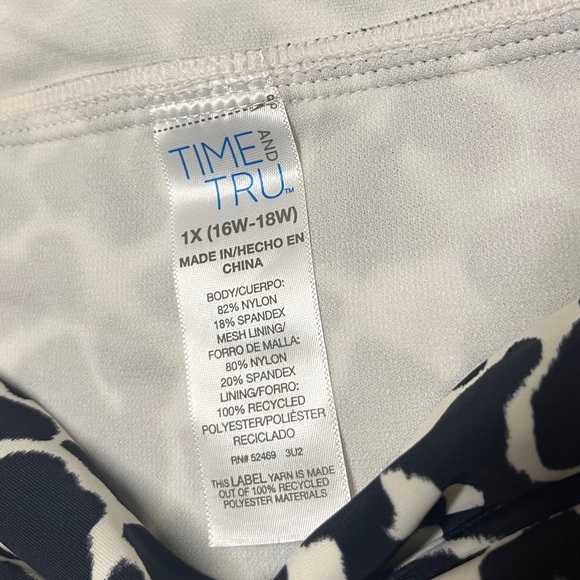 TIME AND
TRU™
1X (16W-18W)
MADE IN/HECHO EN
CHINA
BODY/CUERPO:
82% NYLON
18% SPANDEX
MESH LINING/
FORRO DE MALLA:
80% NYLON
20% SPANDEX
LINING/FORRO:
100% RECYCLED
POLYESTER/POLIÉSTER
RECICLADO
RN# 52469 3U2
THIS LABEL YARN IS MADE
OUT OF 100% RECYCLED
POLYESTER MATERIALS